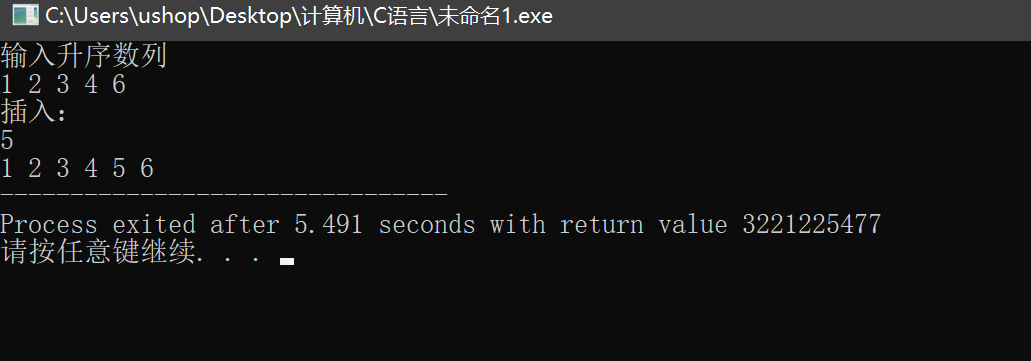 C:\Users\ushop\Desktop\计算机\C语言\未命名1.exe
输入升序数列
1 2 3 4 6
插入:
5
1 2 3 4 5 6
--------------------------------
Process exited after 5.491 seconds with return value 3221225477
请按任意键继续. . .